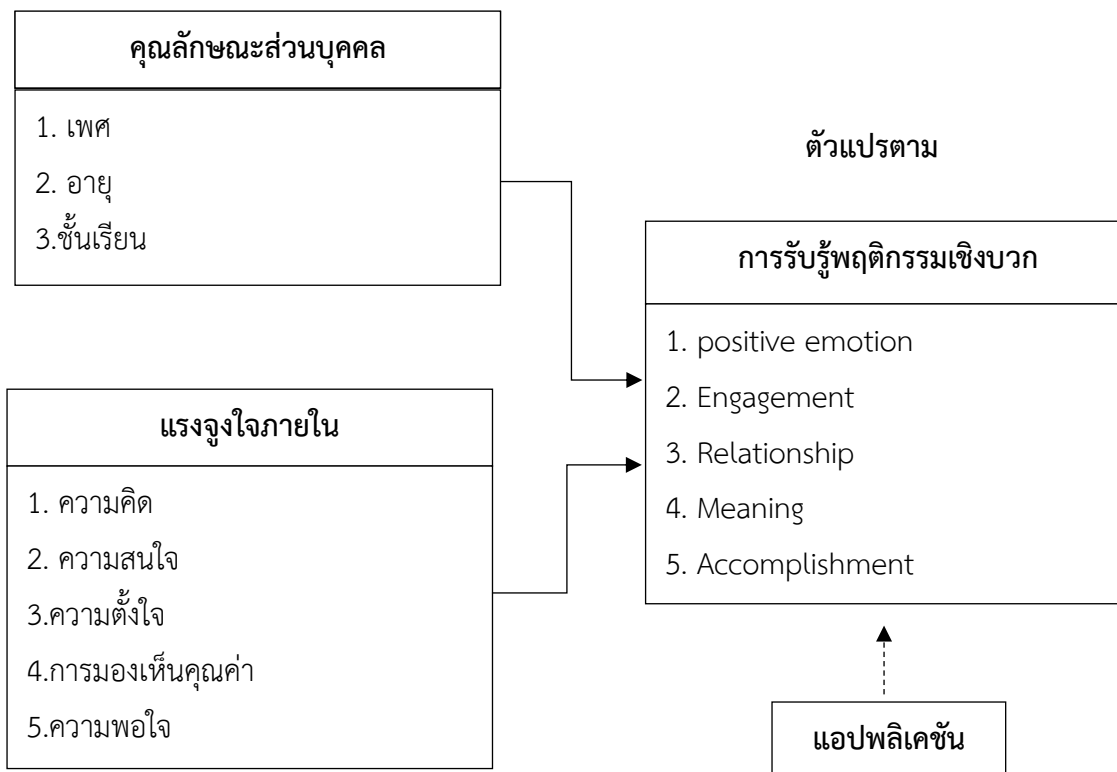 คุณลักษณะส่วนบุคคล
1. เพศ
2. อายุ
3.ชั้นเรียน
แรงจูงใจภายใน
1. ความคิด
2. ความสนใจ
3.ความตั้งใจ
4.การมองเห็นคุณค่า
5.ความพอใจ
ตัวแปรตาม
การรับรู้พฤติกรรมเชิงบวก
1. positive emotion
2. Engagement
3. Relationship
4. Meaning
5. Accomplishment
แอปพลิเคชัน